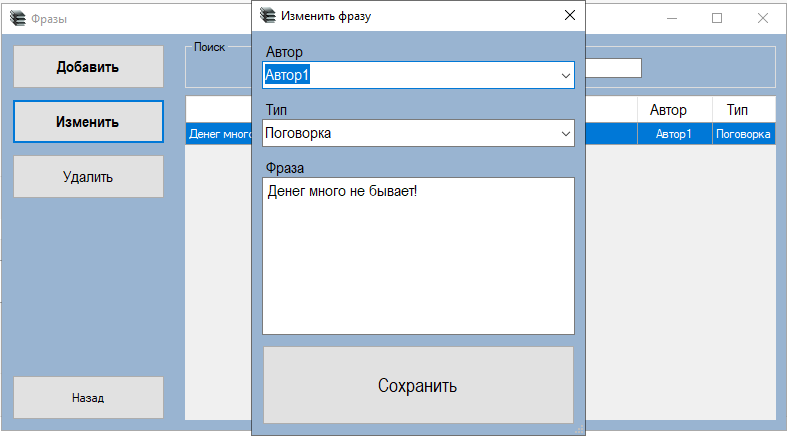 Фразы
Изменить фразу
Поиск
Добавить
Изменить
Удалить
Назад
Автор
Автор1
Тип
Поговорка
Фраза
Денег много не бывает!
Сохранить
Автор Тип
Денег много Автор1 Поговорка